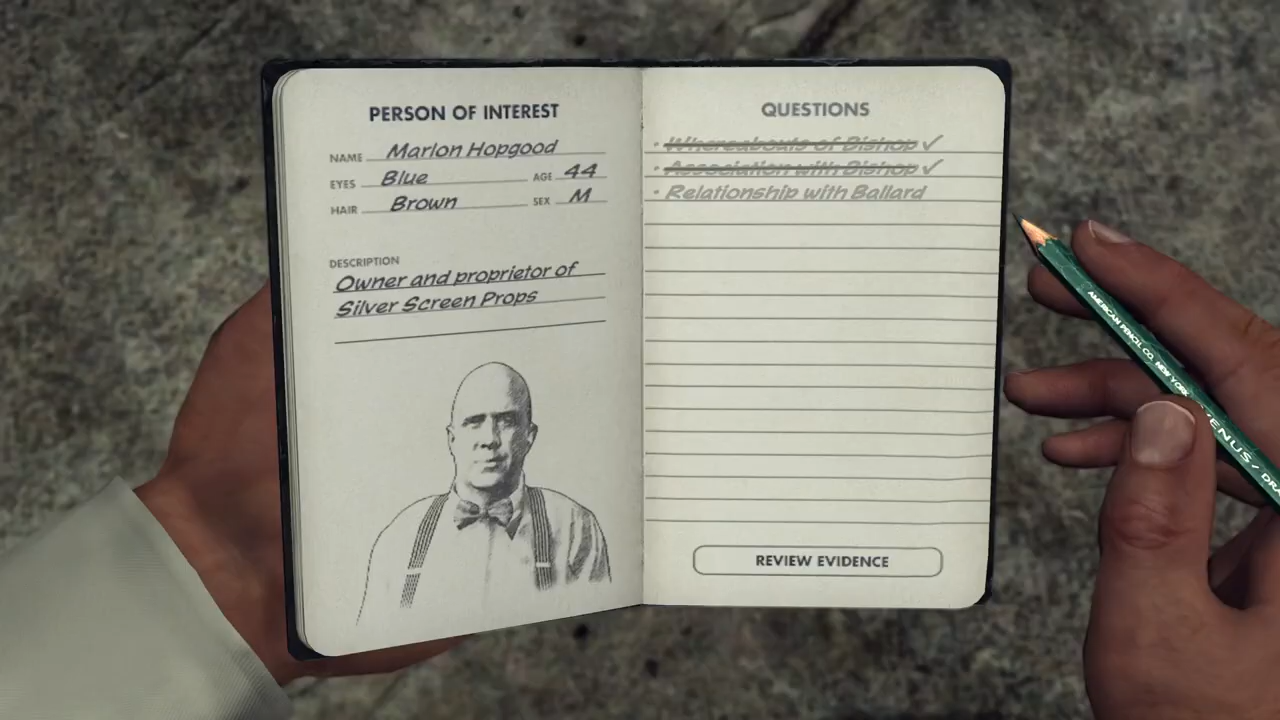 PERSON OF INTEREST
NAME Marlon Hopgood
EYES Blue AGE 44
HAIR Brown SEX M
DESCRIPTION
Owner and proprietor of
Silver Screen Props
QUESTIONS
· Whereabouts of Bishop ✓
· Association with Bishop ✓
· Relationship with Ballard
REVIEW EVIDENCE
AMERICAN PENCIL CO. NEW YORK VENUS / DRA